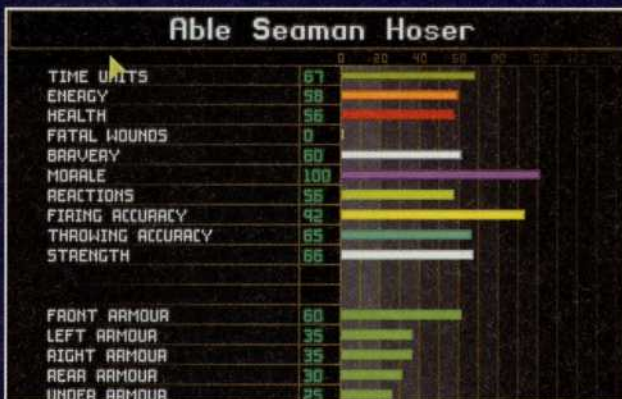 Able Seaman Hoser
0 20 40 60 80 100
TIME UNITS 67
ENERGY 58
HEALTH 56
FATAL WOUNDS 0
BRAVERY 60
MORALE 100
REACTIONS 56
FIRING ACCURACY 92
THROWING ACCURACY 65
STRENGTH 66
FRONT ARMOUR 60
LEFT ARMOUR 35
RIGHT ARMOUR 35
REAR ARMOUR 30
UNDER ARMOUR 25